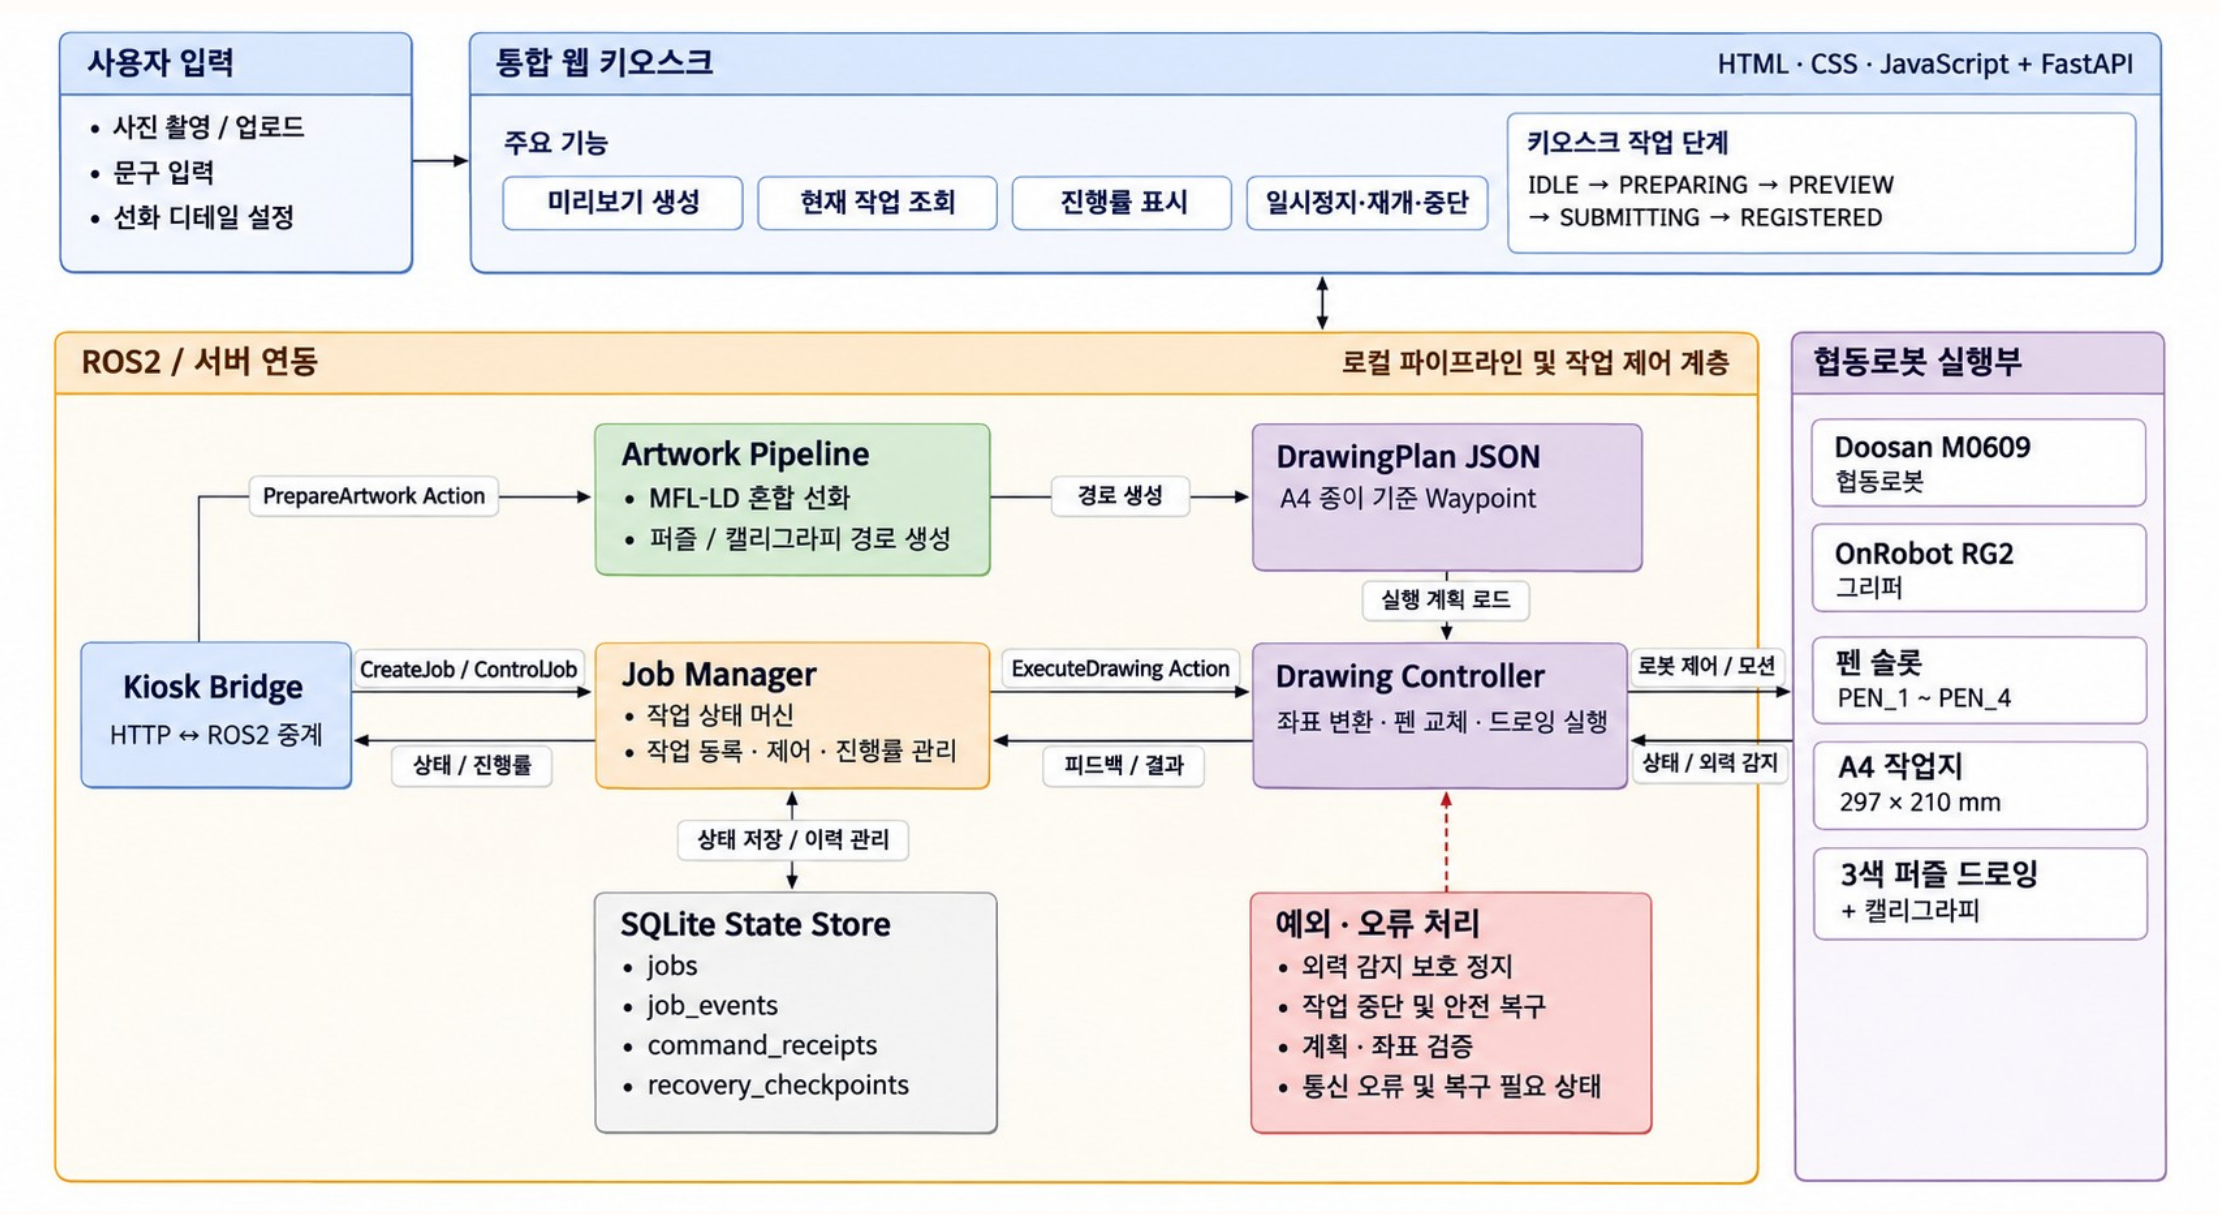 사용자 입력
• 사진 촬영 / 업로드
• 문구 입력
• 선화 디테일 설정
통합 웹 키오스크
HTML · CSS · JavaScript + FastAPI
주요 기능
미리보기 생성
현재 작업 조회
진행률 표시
일시정지·재개·중단
키오스크 작업 단계
IDLE → PREPARING → PREVIEW
→ SUBMITTING → REGISTERED
ROS2 / 서버 연동
로컬 파이프라인 및 작업 제어 계층
PrepareArtwork Action
Artwork Pipeline
• MFL-LD 혼합 선화
• 퍼즐 / 캘리그라피 경로 생성
경로 생성
DrawingPlan JSON
A4 종이 기준 Waypoint
실행 계획 로드
Kiosk Bridge
HTTP ↔ ROS2 중계
CreateJob / ControlJob
상태 / 진행률
Job Manager
• 작업 상태 머신
• 작업 등록 · 제어 · 진행률 관리
ExecuteDrawing Action
피드백 / 결과
Drawing Controller
좌표 변환 · 펜 교체 · 드로잉 실행
로봇 제어 / 모션
상태 / 외력 감지
상태 저장 / 이력 관리
SQLite State Store
• jobs
• job_events
• command_receipts
• recovery_checkpoints
예외 · 오류 처리
• 외력 감지 보호 정지
• 작업 중단 및 안전 복구
• 계획 · 좌표 검증
• 통신 오류 및 복구 필요 상태
협동로봇 실행부
Doosan M0609
협동로봇
OnRobot RG2
그리퍼
펜 솔롯
PEN_1 ~ PEN_4
A4 작업지
297 × 210 mm
3색 퍼즐 드로잉
+ 캘리그라피